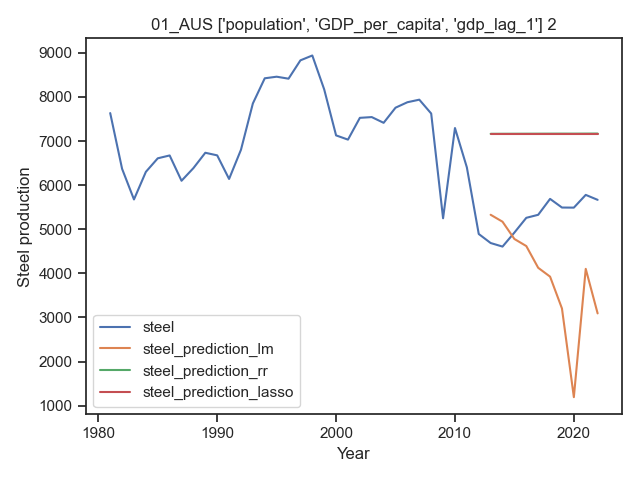 01_AUS ['population', 'GDP_per_capita', 'gdp_lag_1'] 2
9000
8000
7000
6000
5000
4000
3000
2000
1000
Steel production
steel
steel_prediction_lm
steel_prediction_rr
steel_prediction_lasso
1980
1990
2000
2010
2020
Year